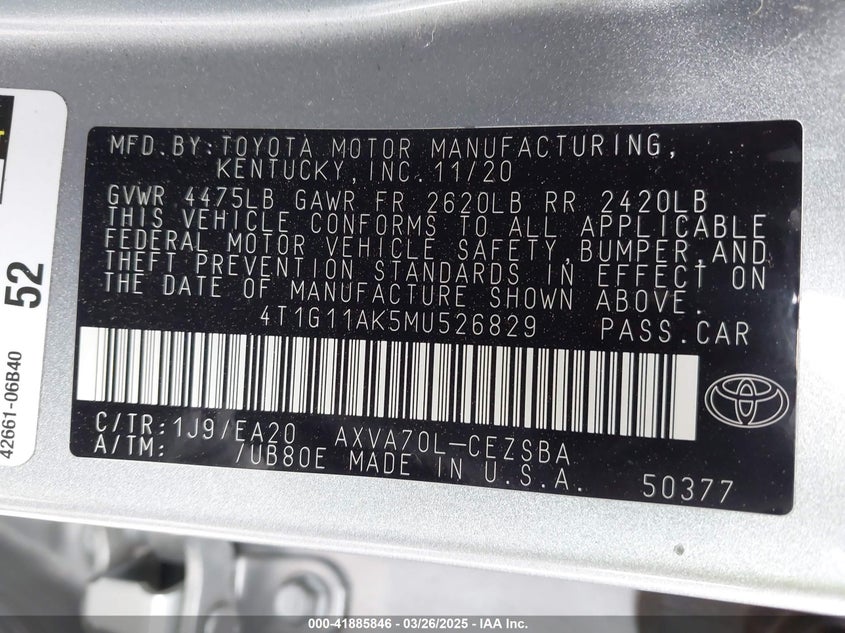 MFD.BY:TOYOTA MOTOR MANUFACTURING,
KENTUCKY, INC. 11/20
GVWR 4475LB GAWR FR 2620LB RR 2420LB
THIS VEHICLE CONFORMS TO ALL APPLICABLE
FEDERAL MOTOR VEHICLE SAFETY,BUMPER,AND
THEFT PREVENTION STANDARDS IN EFFECT ON
THE DATE OF MANUFACTURE SHOWN ABOVE.
4T1G11AK5MU526829 PASS.CAR
C/TR:1J9/EA20 AXVA70L-CEZSBA
A/TM: /UB80E MADE IN U.S.A.
50377
52
42661-06B40
000-41885846 - 03/26/2025 - IAA Inc.